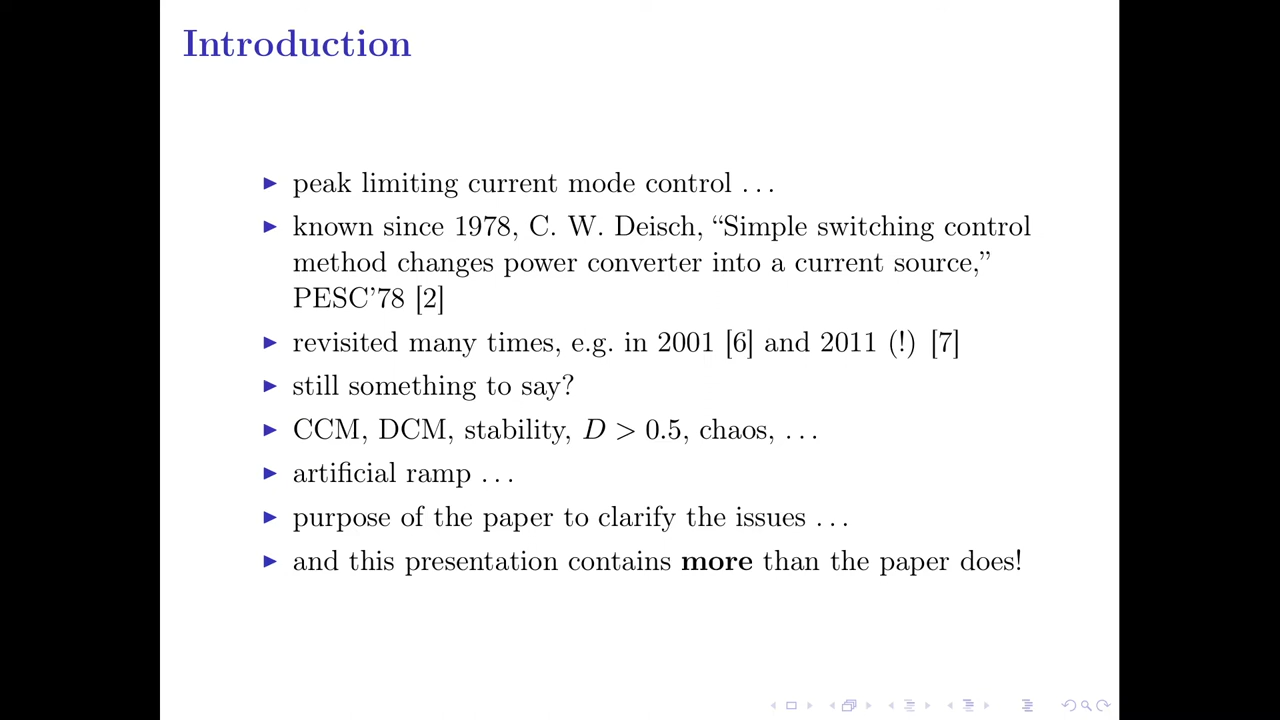 Introduction
▶ peak limiting current mode control . . .
▶ known since 1978, C. W. Deisch, “Simple switching control
method changes power converter into a current source,”
PESC’78 [2]
▶ revisited many times, e.g. in 2001 [6] and 2011 (!) [7]
▶ still something to say?
▶ CCM, DCM, stability, D > 0.5, chaos, . . .
▶ artificial ramp . . .
▶ purpose of the paper to clarify the issues . . .
▶ and this presentation contains more than the paper does!